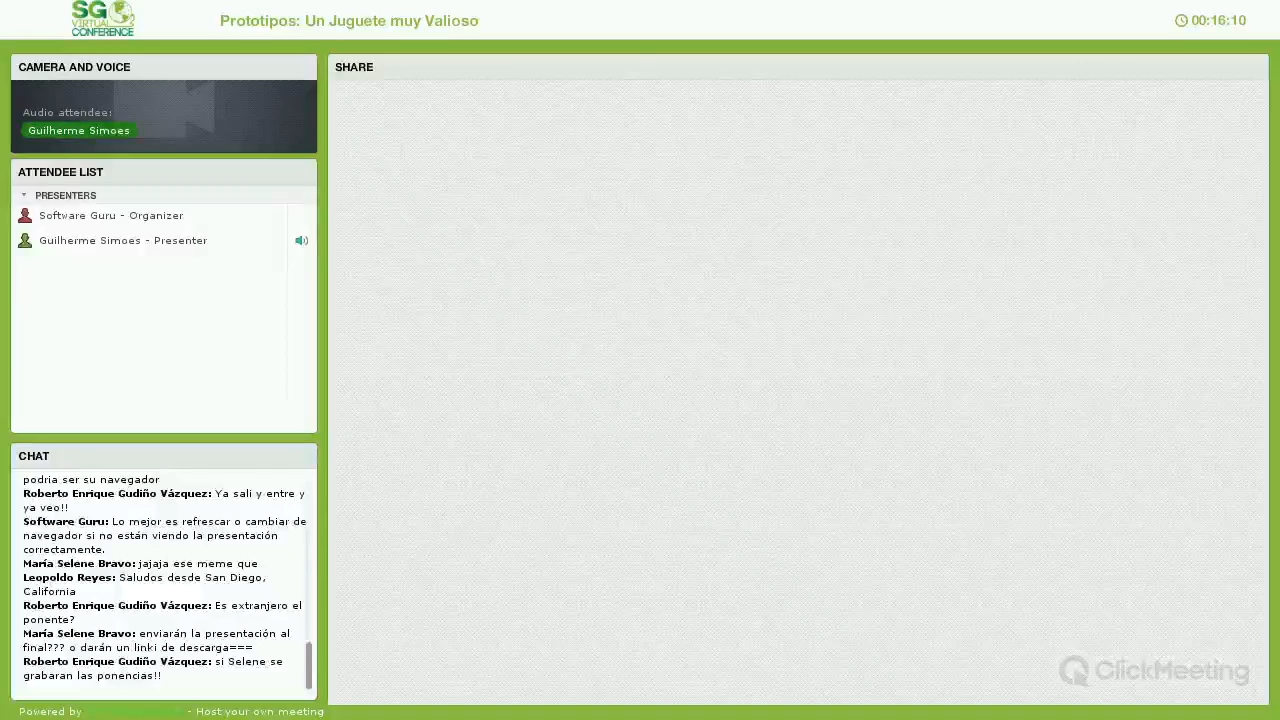 SG
VIRTUAL
CONFERENCE
Prototipos: Un Juguete muy Valioso
00:16:10
CAMERA AND VOICE
Audio attendee:
Guilherme Simoes
ATTENDEE LIST
PRESENTERS
Software Guru - Organizer
Guilherme Simoes - Presenter
CHAT
podria ser su navegador
Roberto Enrique Gudiño Vázquez: Ya sali y entre y
ya veo!!
Software Guru: Lo mejor es refrescar o cambiar de
navegador si no están viendo la presentación
correctamente.
María Selene Bravo: jajaja ese meme que
Leopoldo Reyes: Saludos desde San Diego,
California
Roberto Enrique Gudiño Vázquez: Es extranjero el
ponente?
María Selene Bravo: enviarán la presentación al
final??? o darán un linki de descarga===
Roberto Enrique Gudiño Vázquez: si Selene se
grabaran las ponencias!!
Powered by - Host your own meeting
SHARE
ClickMeeting